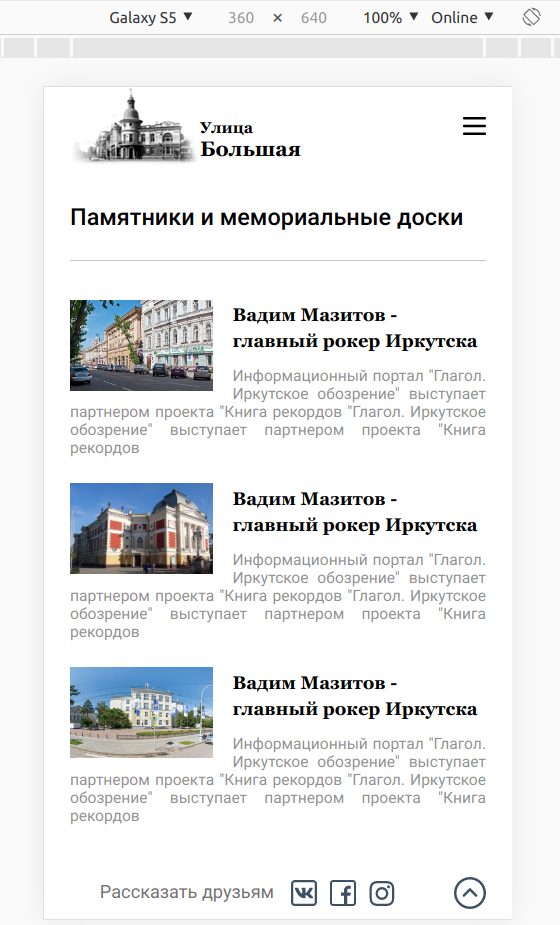 Galaxy S5 ▼ 360 × 640 100% ▼ Online ▼
Улица
Большая
Памятники и мемориальные доски
Вадим Мазитов -
главный рокер Иркутска
Информационный портал "Глагол.
Иркутское обозрение" выступает
партнером проекта "Книга рекордов "Глагол. Иркутское
обозрение" выступает партнером проекта "Книга
рекордов
Вадим Мазитов -
главный рокер Иркутска
Информационный портал "Глагол.
Иркутское обозрение" выступает
партнером проекта "Книга рекордов "Глагол. Иркутское
обозрение" выступает партнером проекта "Книга
рекордов
Вадим Мазитов -
главный рокер Иркутска
Информационный портал "Глагол.
Иркутское обозрение" выступает
партнером проекта "Книга рекордов "Глагол. Иркутское
обозрение" выступает партнером проекта "Книга
рекордов
Рассказать друзьям